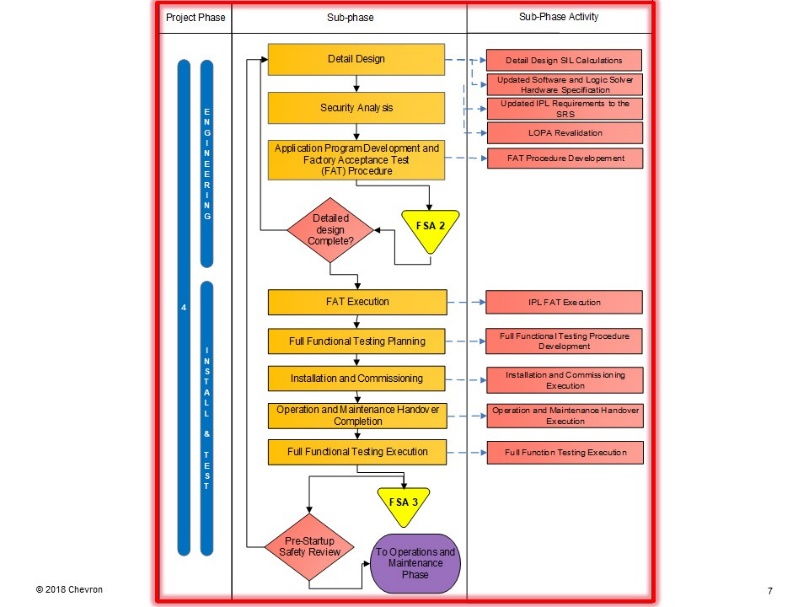 Project Phase
Sub-phase
Sub-Phase Activity
4
ENGINEERING
INSTALL & TEST
Detail Design
Security Analysis
Application Program Development and
Factory Acceptance Test
(FAT) Procedure
FSA 2
Detailed
design
Complete?
FAT Execution
Full Functional Testing Planning
Installation and Commissioning
Operation and Maintenance Handover
Completion
Full Functional Testing Execution
FSA 3
Pre-Startup
Safety Review
To Operations and
Maintenance
Phase
Detail Design SIL Calculations
Updated Software and Logic Solver
Hardware Specification
Updated IPL Requirements to the
SRS
LOPA Revalidation
FAT Procedure Developement
IPL FAT Execution
Full Functional Testing Procedure
Development
Installation and Commissioning
Execution
Operation and Maintenance Handover
Execution
Full Function Testing Execution
© 2018 Chevron
7